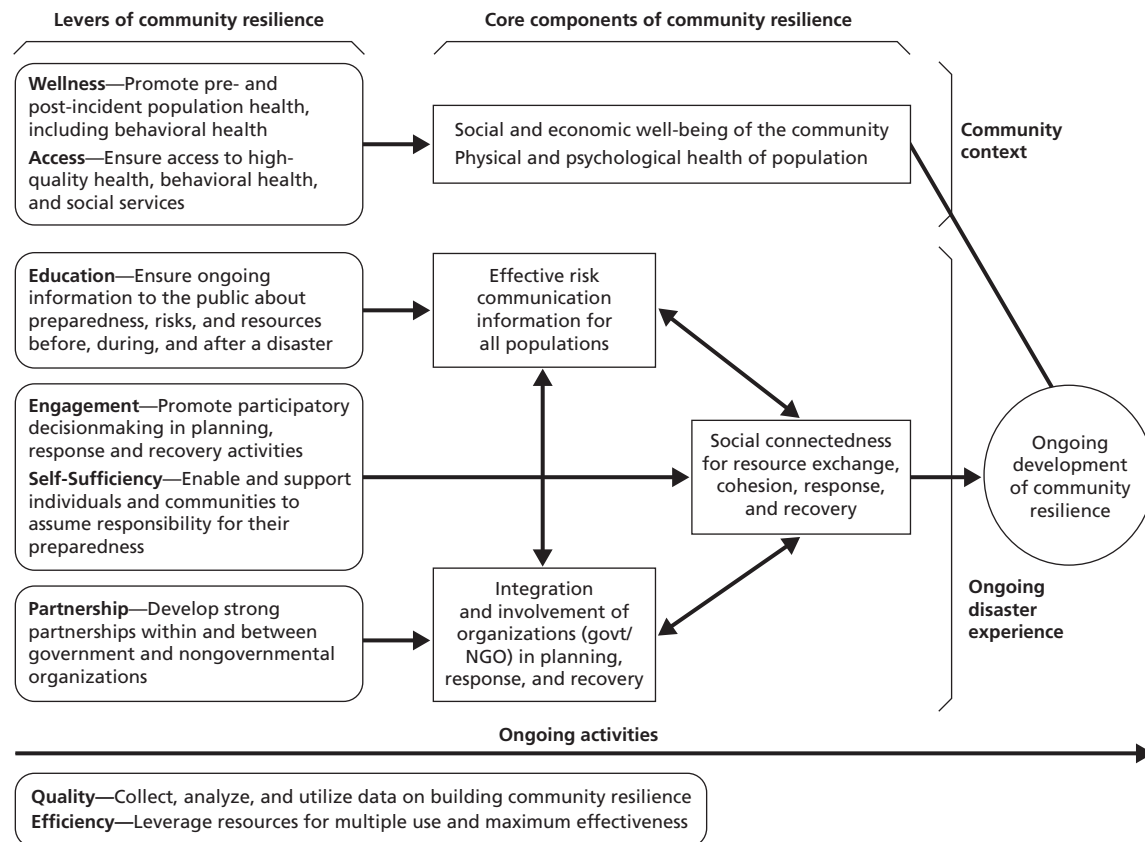 Levers of community resilience
Core components of community resilience
Wellness—Promote pre- and
post-incident population health,
including behavioral health
Access—Ensure access to high-
quality health, behavioral health,
and social services
Social and economic well-being of the community
Physical and psychological health of population
Community
context
Education—Ensure ongoing
information to the public about
preparedness, risks, and resources
before, during, and after a disaster
Effective risk
communication
information for
all populations
Engagement—Promote participatory
decisionmaking in planning,
response and recovery activities
Self-Sufficiency—Enable and support
individuals and communities to
assume responsibility for their
preparedness
Social connectedness
for resource exchange,
cohesion, response,
and recovery
Ongoing
development
of community
resilience
Partnership—Develop strong
partnerships within and between
government and nongovernmental
organizations
Integration
and involvement of
organizations (govt/
NGO) in planning,
response, and recovery
Ongoing
disaster
experience
Ongoing activities
Quality—Collect, analyze, and utilize data on building community resilience
Efficiency—Leverage resources for multiple use and maximum effectiveness